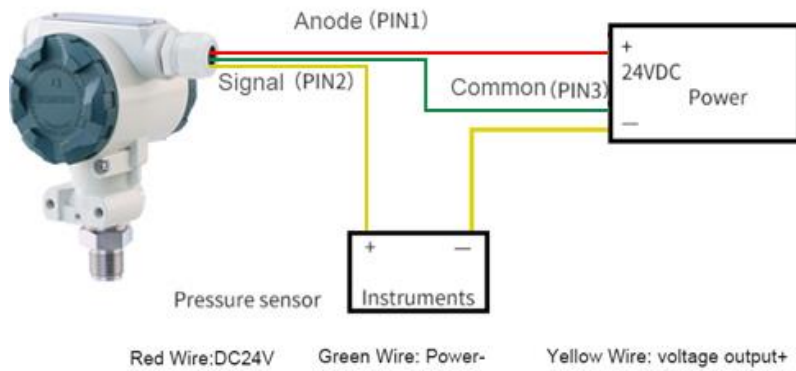 Anode (PIN1)
+
24VDC
Signal (PIN2)
Common (PIN3)
Power
—
+ —
Pressure sensor
Instruments
Red Wire:DC24V Green Wire: Power- Yellow Wire: voltage output+